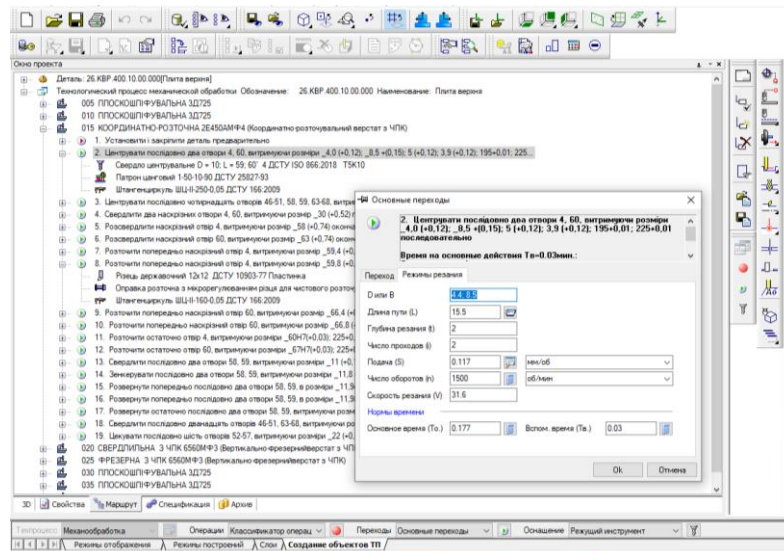 Окно проекта
Деталь: 26.КВР 400.10.00.000[Плита верхня]
Технологический процесс механической обработки Обозначение: 26.КВР 400.10.00.000 Наименование: Плита верхня
005 ПЛОСКОШЛІФУВАЛЬНА 3Д725
010 ПЛОСКОШЛІФУВАЛЬНА 3Д725
015 КООРДИНАТНО-РОЗТОЧНА 2Е450АМФ4 (Координатно-розточувальний верстат з ЧПК)
1. Установити і закріпити деталь предварительно
2. Центрувати послідовно два отвори 4, 60, витримуючи розміри _4,0 (+0,12); _8,5 +(0,15); 5 (+0,12); 3,9 (+0,12); 195+0,01; 225...
Свердло центрувальне D = 10; L = 59; 60° 4 ДСТУ ISO 866:2018 Т5К10
Патрон цанговий 1-50-10-90 ДСТУ 25827-93
Штангенциркуль ШЦ-ІІ-250-0,05 ДСТУ 166:2009
3. Центрувати послідовно чотирнадцять отворів 46-51, 58, 59, 63-68, витри
4. Свердлити два наскрізних отвори 4, 60, витримуючи розмір _30 (+0,52) п
5. Розсвердлити наскрізний отвір 4, витримуючи розмір _58 (+0,74) оконча
6. Розсвердлити наскрізний отвір 60, витримуючи розмір _63 (+0,74) оконч
7. Розточити попередньо наскрізний отвір 4, витримуючи розмір _59,4 (+0,
8. Розточити попередньо наскрізний отвір 4, витримуючи розмір _59,8 (+0,
Різець державочний 12х12 ДСТУ 10903-77 Пластинка
Оправка розточна з мікрорегулюванням різця для чистового розточ
Штангенциркуль ШЦ-ІІ-160-0,05 ДСТУ 166:2009
9. Розточити попередньо наскрізний отвір 60, витримуючи розмір _66,4 (+
10. Розточити попередньо наскрізний отвір 60, витримуючи розмір _66,8 (
11. Розточити остаточно отвір 4, витримуючи розміри _60Н7(+0,03); 225+0,
12. Розточити остаточно отвір 60, витримуючи розміри _67Н7(+0,03); 225+
13. Свердлити послідовно два отвори 58, 59, витримуючи розміри _11 (+0,
14. Зенкерувати послідовно два отвори 58, 59, витримуючи розміри _11,8
15. Розвернути попередньо послідовно два отвори 58, 59, в розміри _11,9
16. Розвернути попередньо послідовно два отвори 58, 59, в розміри _11,9
17. Розвернути остаточно послідовно два отвори 58, 59, витримуючи розм
18. Свердлити послідовно дванадцять отворів 46-51, 63-68, витримуючи роз
19. Цекувати послідовно шість отворів 52-57, витримуючи розміри _22 (+0,
020 СВЕРДЛИЛЬНА З ЧПК 6560МФ3 (Вертикально-фрезерний верстат з ЧП
025 ФРЕЗЕРНА З ЧПК 6560МФ3 (Вертикально-фрезерний верстат з ЧПК)
030 ПЛОСКОШЛІФУВАЛЬНА 3Д725
035 ПЛОСКОШЛІФУВАЛЬНА 3Д725
Основные переходы
2. Центрувати послідовно два отвори 4, 60, витримуючи розміри
_4,0 (+0,12); _8,5 +(0,15); 5 (+0,12); 3,9 (+0,12); 195+0,01; 225+0,01
последовательно
Время на основные действия Тв=0.03мин.:
Переход Режимы резания
D или B 4.4; 8.5
Длина пути (L) 15.5
Глубина резания (t) 2
Число проходов (i) 2
Подача (S) 0.117 мм/об
Число оборотов (n) 1500 об/мин
Скорость резания (V) 31.6
Нормы времени
Основное время (То.) 0.177 Вспом. время (Тв.) 0.03
Ok Отмена
3D Свойства Маршрут Спецификация Архив
Техпроцесс Механообработка Операции Классификатор операц Переходы Основные переходы Оснащение Режущий инструмент
Режимы отображения Режимы построений Слои Создание объектов ТП